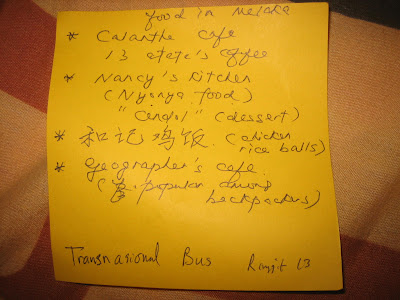 food in Melaka
* Calanthe cafe
13 state's coffee
* Nancy's Kitchen
(Nyonya food)
"Cendol" (dessert)
* 和记鸡饭 (chicken
rice balls)
* Geographer's cafe
(popular among
backpackers)
Transnasional Bus